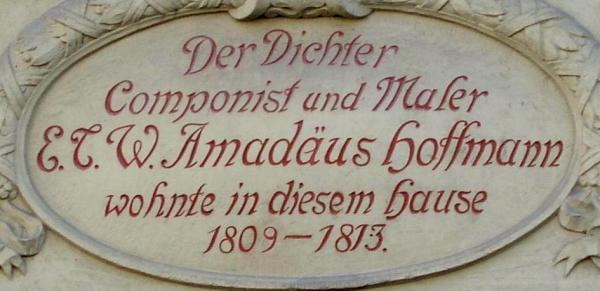 Der Dichter
Componist und Maler
E. T. W. Amadäus Hoffmann
wohnte in diesem Hause
1809 – 1813.